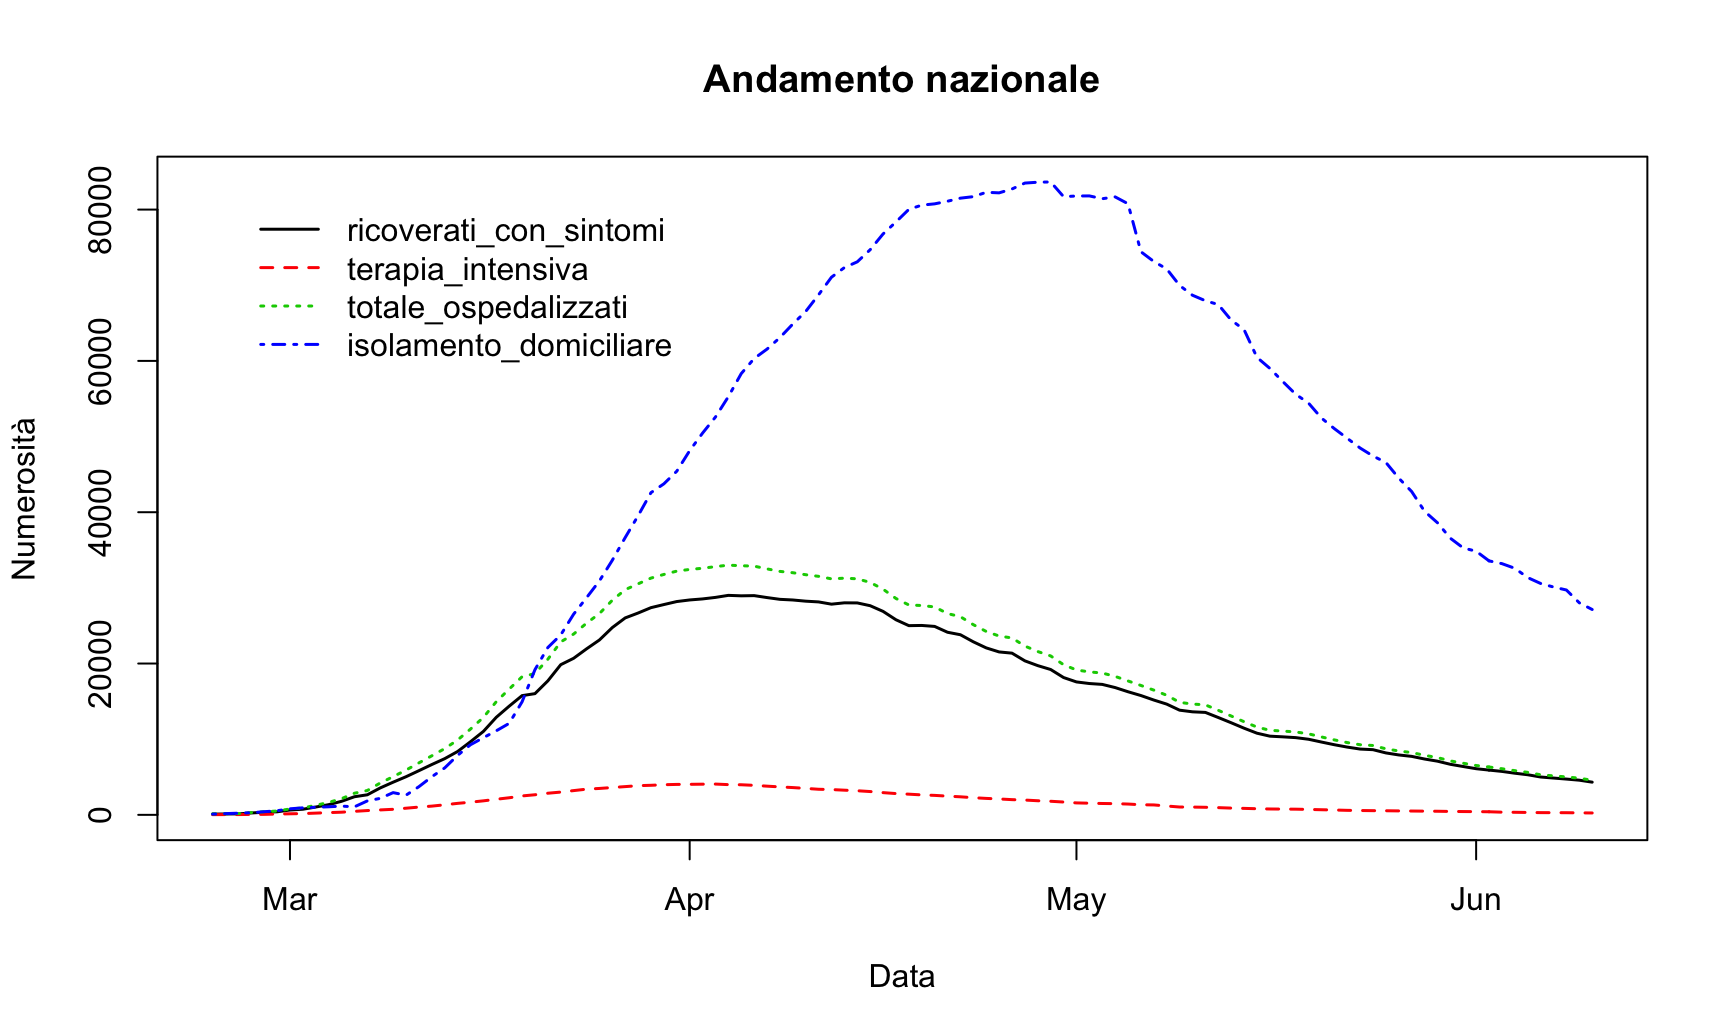 Andamento nazionale
80000
60000
40000
20000
0
Numerosità
ricoverati_con_sintomi
terapia_intensiva
totale_ospedalizzati
isolamento_domiciliare
Mar Apr May Jun
Data